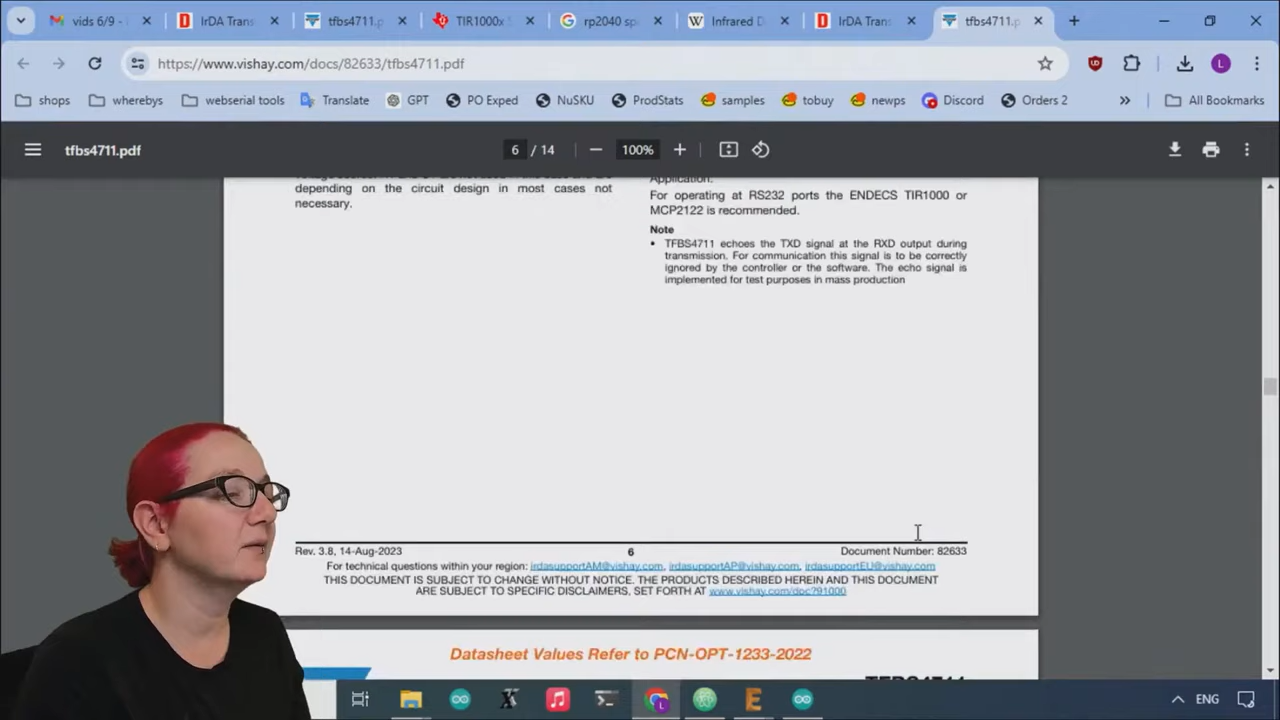 vids 6/9 -
IrDA Trans
tfbs4711.p
TIR1000x
rp2040 sp
Infrared D
IrDA Trans
tfbs4711.p
https://www.vishay.com/docs/82633/tfbs4711.pdf
shops
wherebys
webserial tools
Translate
GPT
PO Exped
NuSKU
ProdStats
samples
tobuy
newps
Discord
Orders 2
»
All Bookmarks
tfbs4711.pdf
6 / 14
100%
depending on the circuit design in most cases not
necessary.
Application.
For operating at RS232 ports the ENDECS TIR1000 or
MCP2122 is recommended.
Note
• TFBS4711 echoes the TXD signal at the RXD output during
transmission. For communication this signal is to be correctly
ignored by the controller or the software. The echo signal is
implemented for test purposes in mass production
Rev. 3.8, 14-Aug-2023
6
Document Number: 82633
For technical questions within your region: irdasupportAM@vishay.com, irdasupportAP@vishay.com, irdasupportEU@vishay.com
THIS DOCUMENT IS SUBJECT TO CHANGE WITHOUT NOTICE. THE PRODUCTS DESCRIBED HEREIN AND THIS DOCUMENT
ARE SUBJECT TO SPECIFIC DISCLAIMERS, SET FORTH AT www.vishay.com/doc?91000
Datasheet Values Refer to PCN-OPT-1233-2022
TFBS4711
ENG